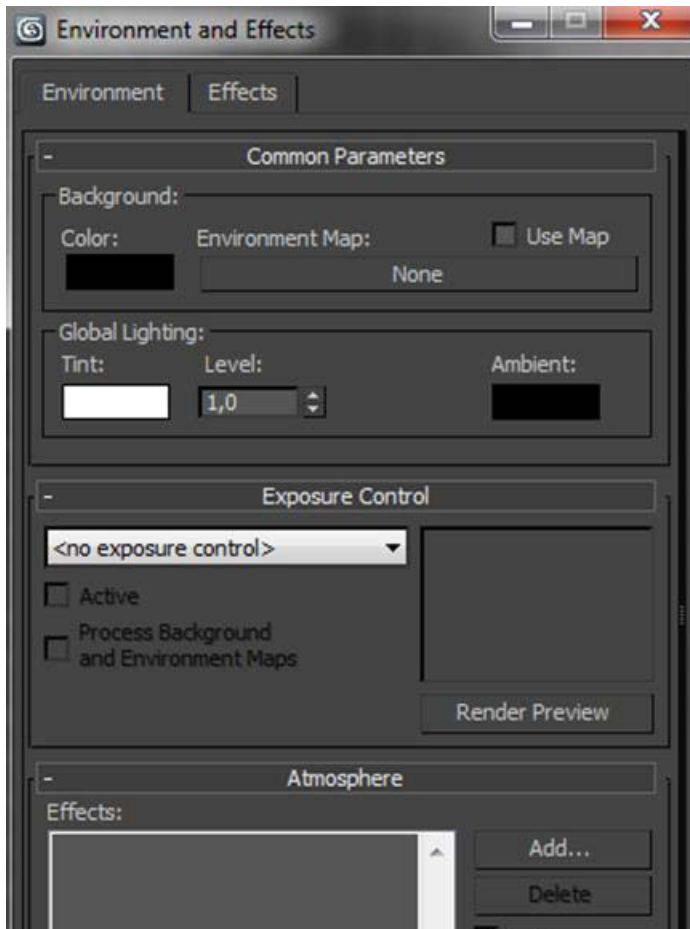 Environment and Effects
Environment Effects
- Common Parameters
Background:
Color: Environment Map: Use Map
None
Global Lighting:
Tint: Level: Ambient:
1,0
- Exposure Control
<no exposure control>
Active
Process Background
and Environment Maps
Render Preview
- Atmosphere
Effects:
Add...
Delete